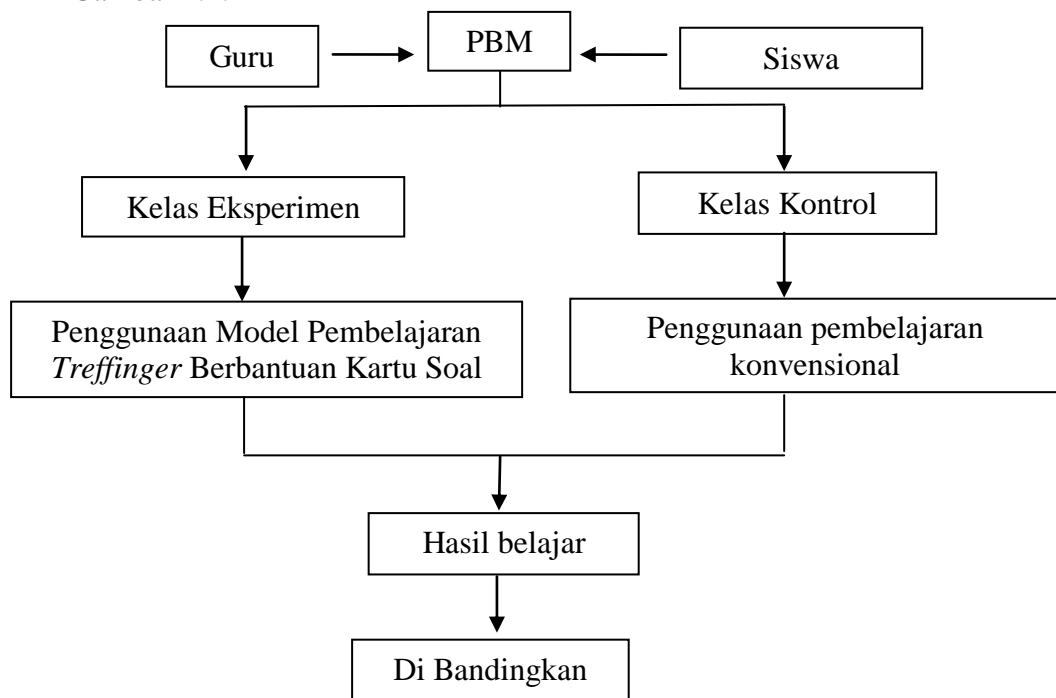 Guru
PBM
Siswa
Kelas Eksperimen
Kelas Kontrol
Penggunaan Model Pembelajaran
Treffinger Berbantuan Kartu Soal
Penggunaan pembelajaran
konvensional
Hasil belajar
Di Bandingkan